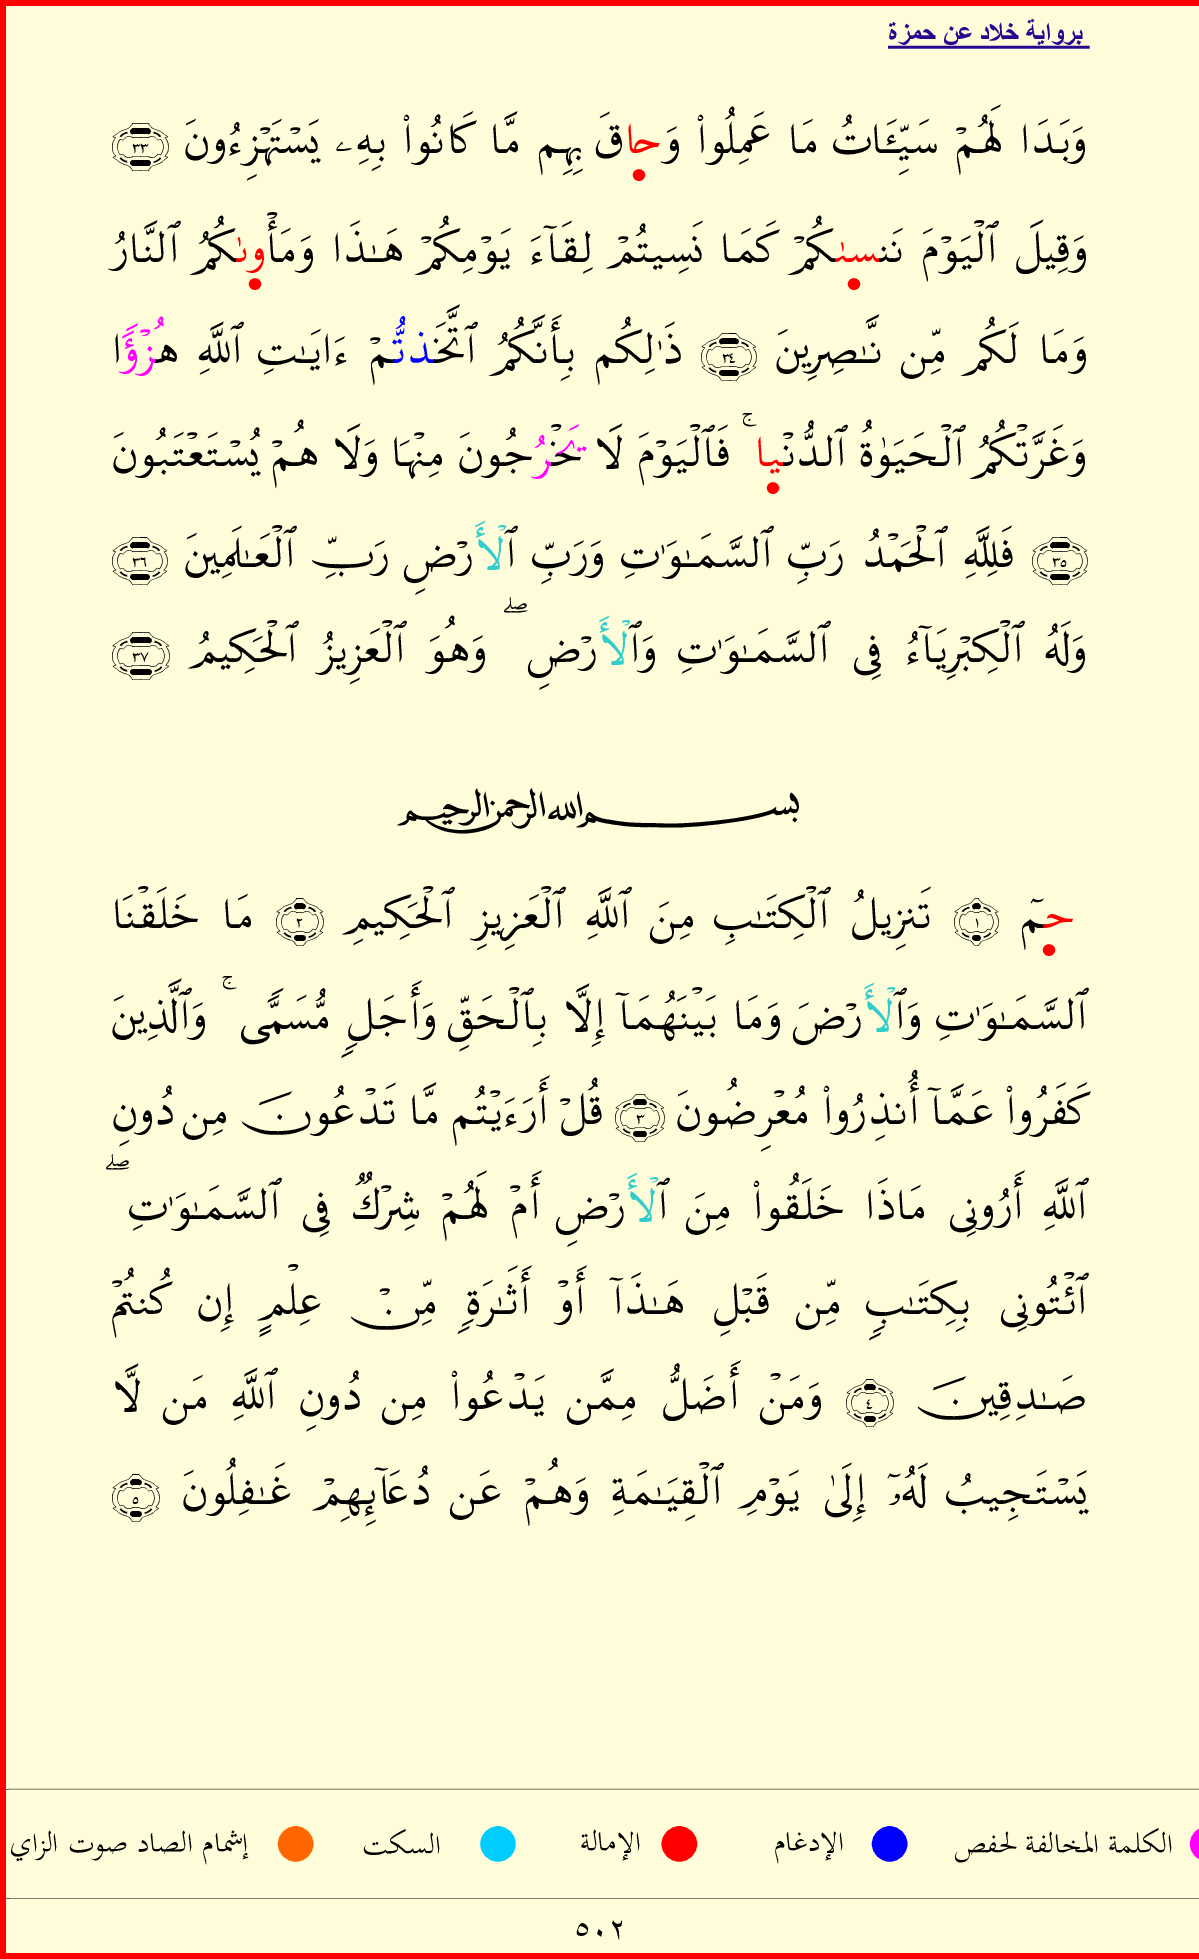 برواية خلاد عن حمزة
وَبَدَا لَهُمۡ سَيِّـَٔاتُ مَا عَمِلُواْ وَحَاقَ بِهِم مَّا كَانُواْ بِهِۦ يَسۡتَهۡزِءُونَ ٣٣
وَقِيلَ ٱلۡيَوۡمَ نَنسىٰكُمۡ كَمَا نَسِيتُمۡ لِقَآءَ يَوۡمِكُمۡ هَٰذَا وَمَأۡوىٰكُمُ ٱلنَّارُ
وَمَا لَكُم مِّن نَّٰصِرِينَ ٣٤ ذَٰلِكُم بِأَنَّكُمُ ٱتَّخَذتُّمۡ ءَايَٰتِ ٱللَّهِ هُزۡؤٗا
وَغَرَّتۡكُمُ ٱلۡحَيَوٰةُ ٱلدُّنۡيا ۚ فَٱلۡيَوۡمَ لَا يَخۡرُجُونَ مِنۡهَا وَلَا هُمۡ يُسۡتَعۡتَبُونَ
٣٥ فَلِلَّهِ ٱلۡحَمۡدُ رَبِّ ٱلسَّمَٰوَٰتِ وَرَبِّ ٱلۡأَرۡضِ رَبِّ ٱلۡعَٰلَمِينَ ٣٦
وَلَهُ ٱلۡكِبۡرِيَآءُ فِي ٱلسَّمَٰوَٰتِ وَٱلۡأَرۡضِ ۖ وَهُوَ ٱلۡعَزِيزُ ٱلۡحَكِيمُ ٣٧
بسم الله الرحمن الرحيم
حمٓ ١ تَنزِيلُ ٱلۡكِتَٰبِ مِنَ ٱللَّهِ ٱلۡعَزِيزِ ٱلۡحَكِيمِ ٢ مَا خَلَقۡنَا
ٱلسَّمَٰوَٰتِ وَٱلۡأَرۡضَ وَمَا بَيۡنَهُمَآ إِلَّا بِٱلۡحَقِّ وَأَجَلٖ مُّسَمّٗى ۚ وَٱلَّذِينَ
كَفَرُواْ عَمَّآ أُنذِرُواْ مُعۡرِضُونَ ٣ قُلۡ أَرَءَيۡتُم مَّا تَدۡعُونَ مِن دُونِ
ٱللَّهِ أَرُونِي مَاذَا خَلَقُواْ مِنَ ٱلۡأَرۡضِ أَمۡ لَهُمۡ شِرۡكٞ فِي ٱلسَّمَٰوَٰتِ ۖ
ٱئۡتُونِي بِكِتَٰبٖ مِّن قَبۡلِ هَٰذَآ أَوۡ أَثَٰرَةٖ مِّنۡ عِلۡمٍ إِن كُنتُمۡ
صَٰدِقِينَ ٤ وَمَنۡ أَضَلُّ مِمَّن يَدۡعُواْ مِن دُونِ ٱللَّهِ مَن لَّا
يَسۡتَجِيبُ لَهُۥٓ إِلَىٰ يَوۡمِ ٱلۡقِيَٰمَةِ وَهُمۡ عَن دُعَآئِهِمۡ غَٰفِلُونَ ٥
الكلمة المخالفة لحفص الإدغام الإمالة السكت إشمام الصاد صوت الزاي
٥٠٢